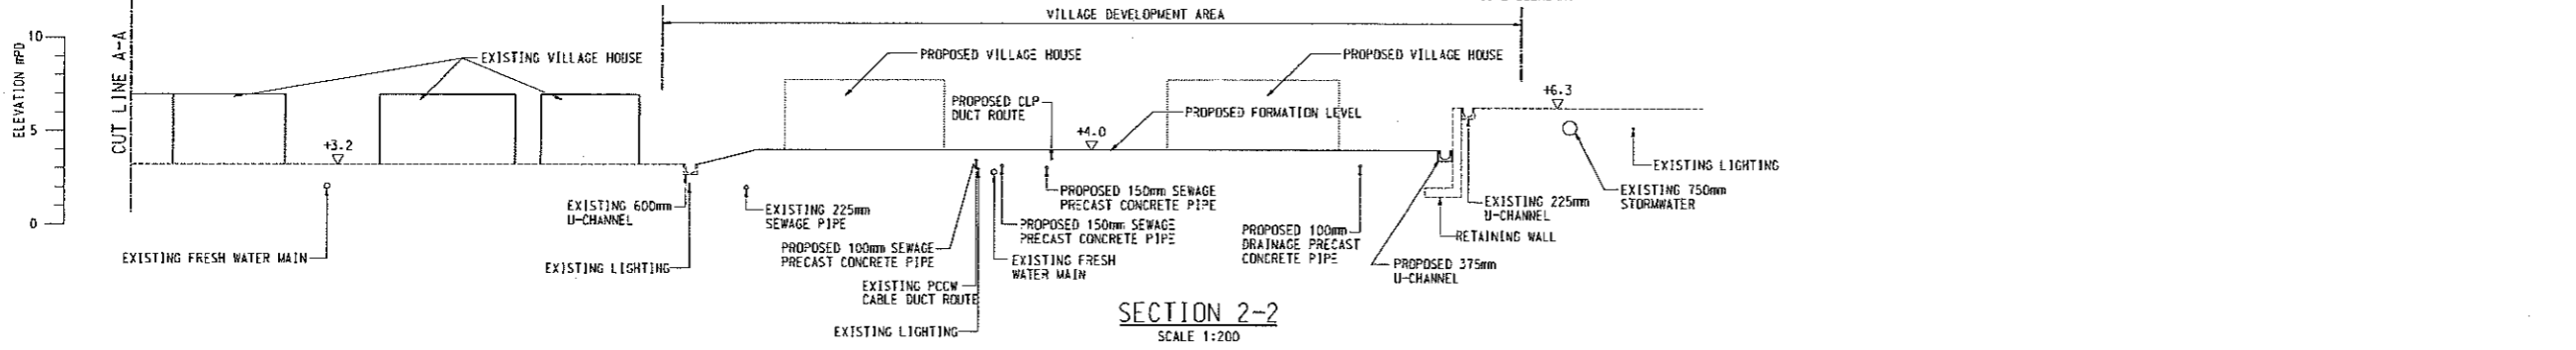 VILLAGE DEVELOPMENT AREA
ELEVATION mPD
10
5
0
CUT LINE A-A
EXISTING VILLAGE HOUSE
PROPOSED VILLAGE HOUSE
PROPOSED VILLAGE HOUSE
PROPOSED CLP
DUCT ROUTE
PROPOSED FORMATION LEVEL
+3.2
+4.0
+6.3
EXISTING LIGHTING
EXISTING 750mm
STORMWATER
EXISTING 225mm
U-CHANNEL
RETAINING WALL
PROPOSED 375mm
U-CHANNEL
PROPOSED 100mm
DRAINAGE PRECAST
CONCRETE PIPE
PROPOSED 150mm SEWAGE
PRECAST CONCRETE PIPE
PROPOSED 150mm SEWAGE
PRECAST CONCRETE PIPE
EXISTING FRESH
WATER MAIN
EXISTING 600mm
U-CHANNEL
EXISTING 225mm
SEWAGE PIPE
PROPOSED 100mm SEWAGE
PRECAST CONCRETE PIPE
EXISTING FRESH WATER MAIN
EXISTING LIGHTING
EXISTING PCCW
CABLE DUCT ROUTE
EXISTING LIGHTING
SECTION 2-2
SCALE 1:200